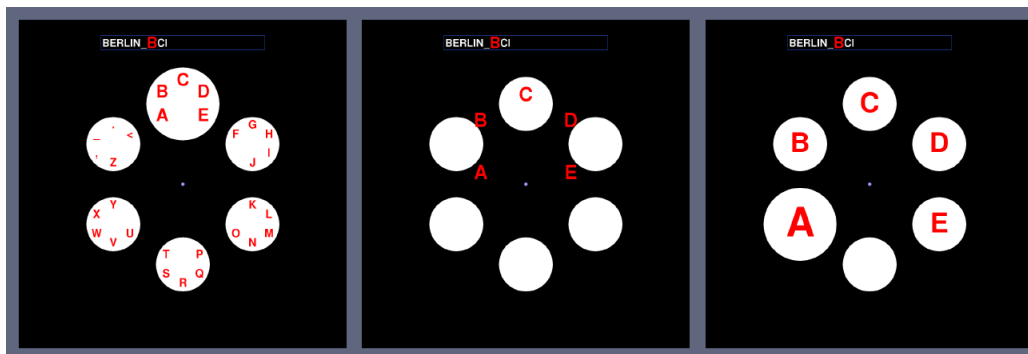 BERLIN_BCI
C
B D
A E
.
_ <
, Z
G
F H
I
J
Y
X
W U
V
K
L
O M
N
T P
S Q
R
BERLIN_BCI
C
B D
A E
BERLIN_BCI
C
B D
A E